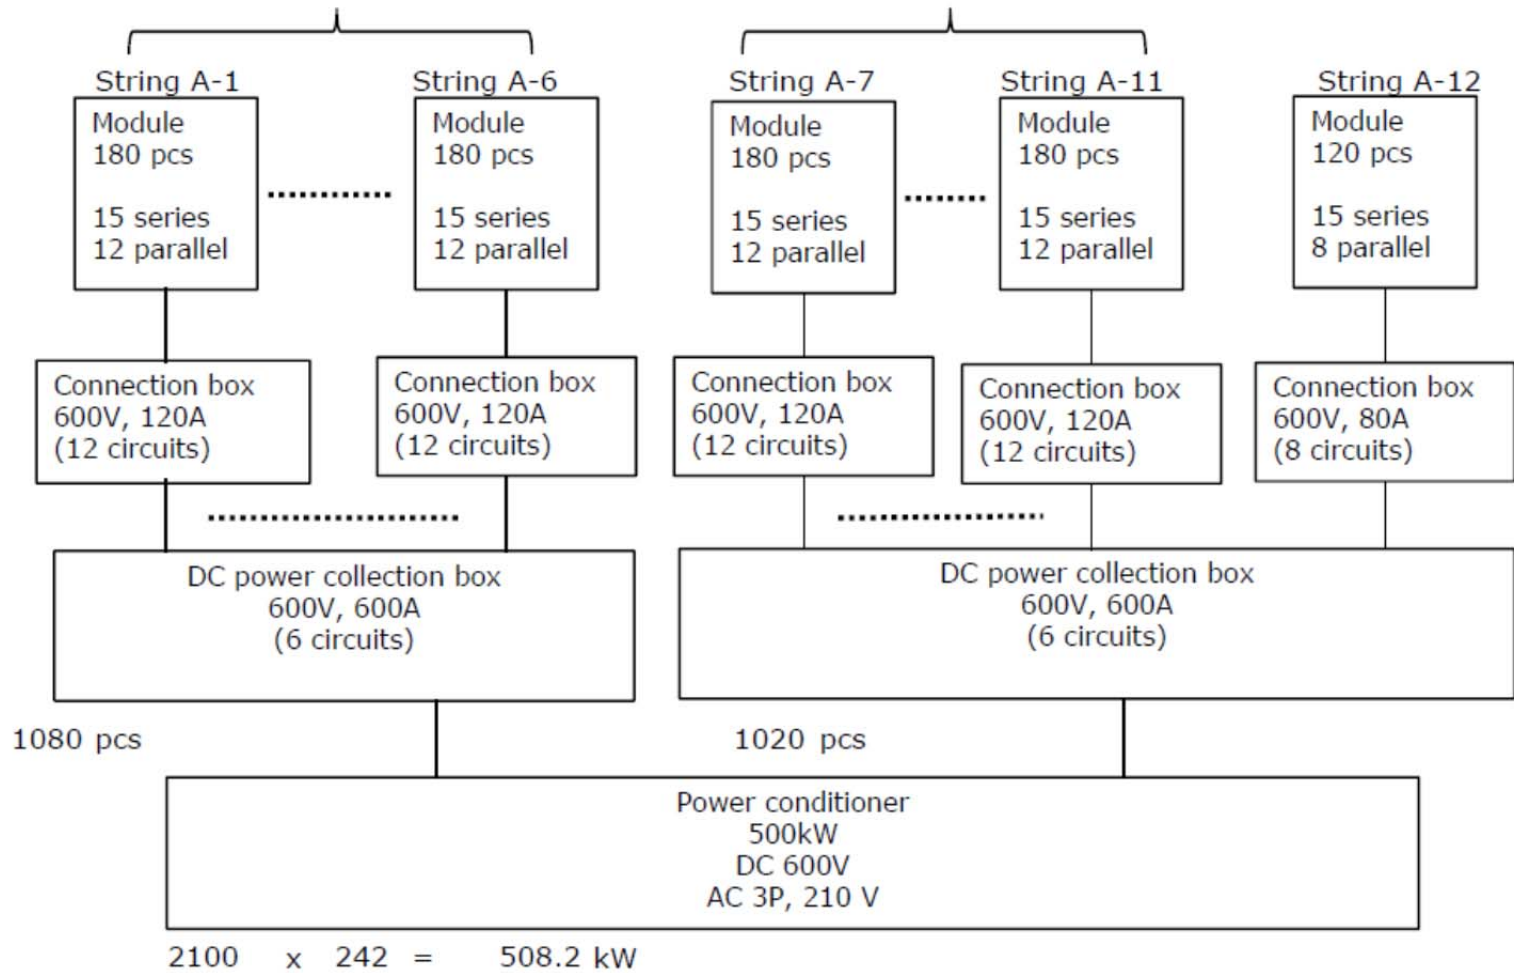 String A-1
String A-6
String A-7
String A-11
String A-12
Module
180 pcs
15 series
12 parallel
Module
180 pcs
15 series
12 parallel
Module
180 pcs
15 series
12 parallel
Module
180 pcs
15 series
12 parallel
Module
120 pcs
15 series
8 parallel
Connection box
600V, 120A
(12 circuits)
Connection box
600V, 120A
(12 circuits)
Connection box
600V, 120A
(12 circuits)
Connection box
600V, 120A
(12 circuits)
Connection box
600V, 80A
(8 circuits)
DC power collection box
600V, 600A
(6 circuits)
DC power collection box
600V, 600A
(6 circuits)
1080 pcs
1020 pcs
Power conditioner
500kW
DC 600V
AC 3P, 210 V
2100 x 242 = 508.2 kW